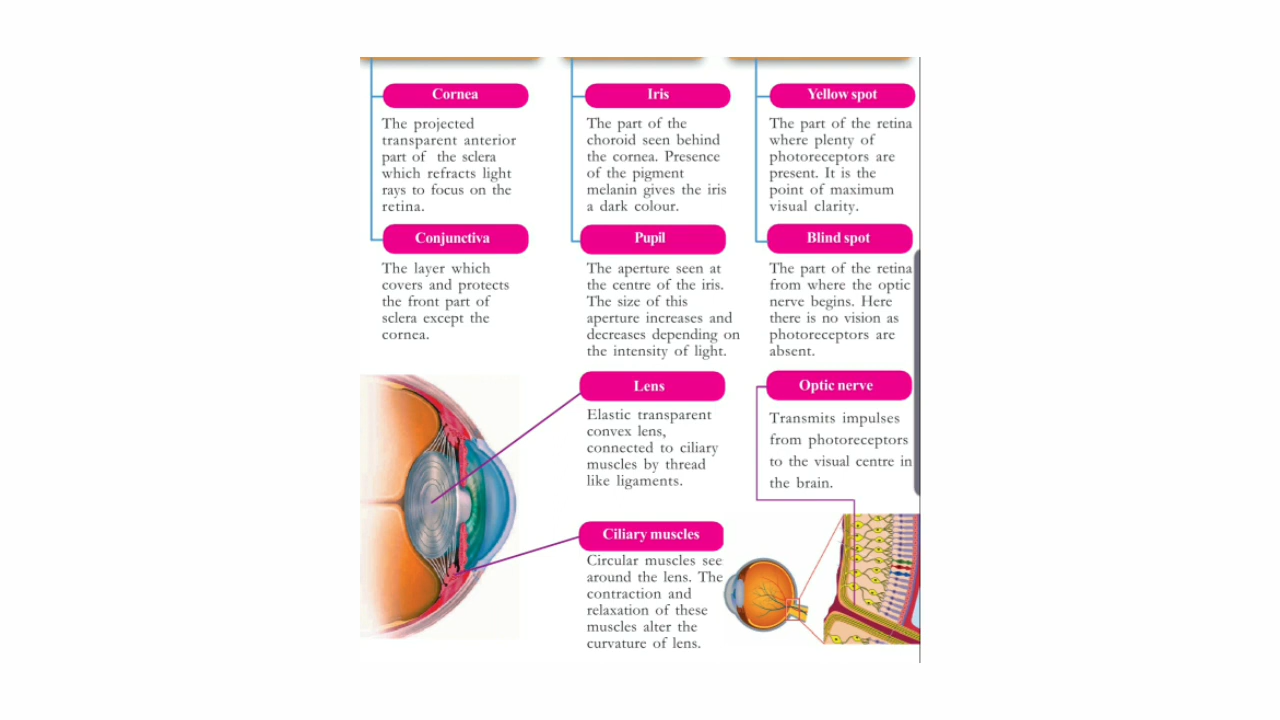 Cornea
The projected
transparent anterior
part of the sclera
which refracts light
rays to focus on the
retina.
Conjunctiva
The layer which
covers and protects
the front part of
sclera except the
cornea.
Iris
The part of the
choroid seen behind
the cornea. Presence
of the pigment
melanin gives the iris
a dark colour.
Pupil
The aperture seen at
the centre of the iris.
The size of this
aperture increases and
decreases depending on
the intensity of light.
Lens
Elastic transparent
convex lens,
connected to ciliary
muscles by thread
like ligaments.
Ciliary muscles
Circular muscles see
around the lens. The
contraction and
relaxation of these
muscles alter the
curvature of lens.
Yellow spot
The part of the retina
where plenty of
photoreceptors are
present. It is the
point of maximum
visual clarity.
Blind spot
The part of the retina
from where the optic
nerve begins. Here
there is no vision as
photoreceptors are
absent.
Optic nerve
Transmits impulses
from photoreceptors
to the visual centre in
the brain.